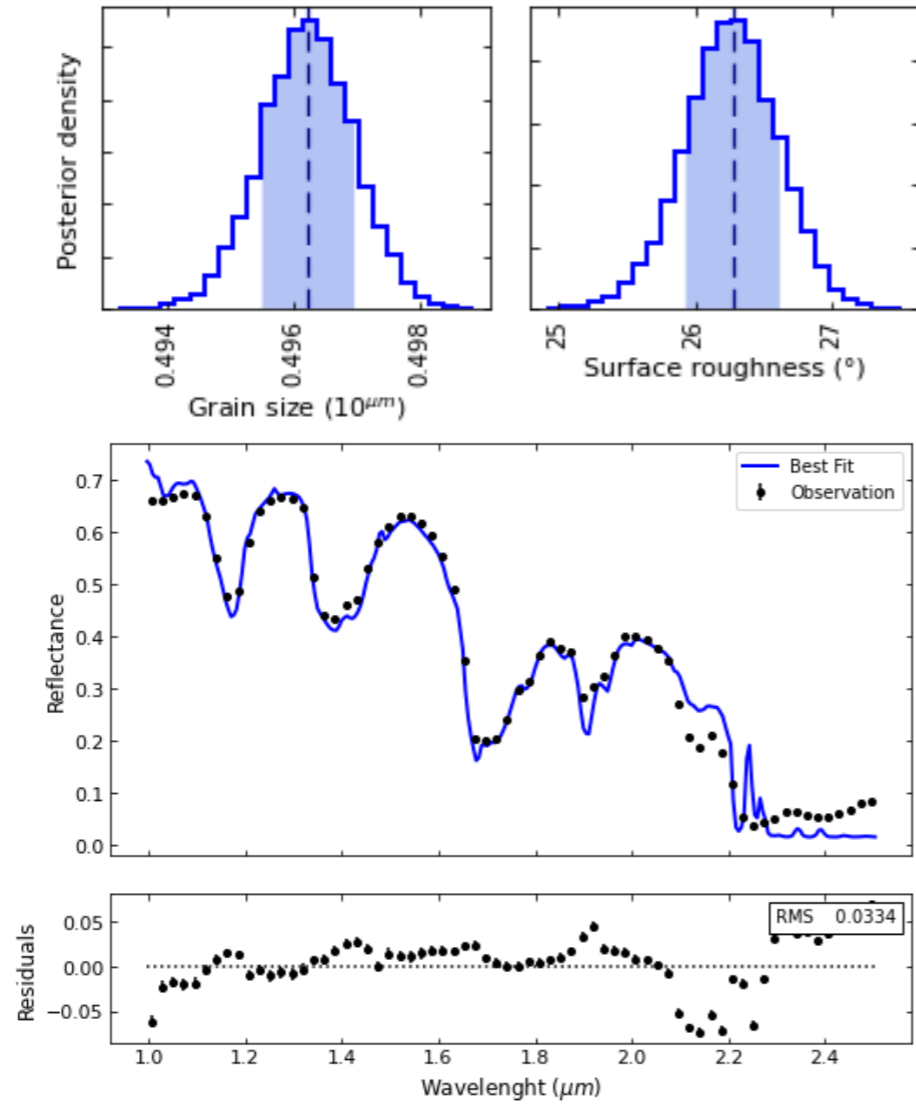 Posterior density
0.494
0.496
0.498
Grain size (10^μm)
25
26
27
Surface roughness (°)
Reflectance
0.7
0.6
0.5
0.4
0.3
0.2
0.1
0.0
Best Fit
Observation
Residuals
0.05
0.00
−0.05
RMS 0.0334
1.0 1.2 1.4 1.6 1.8 2.0 2.2 2.4
Wavelenght (μm)